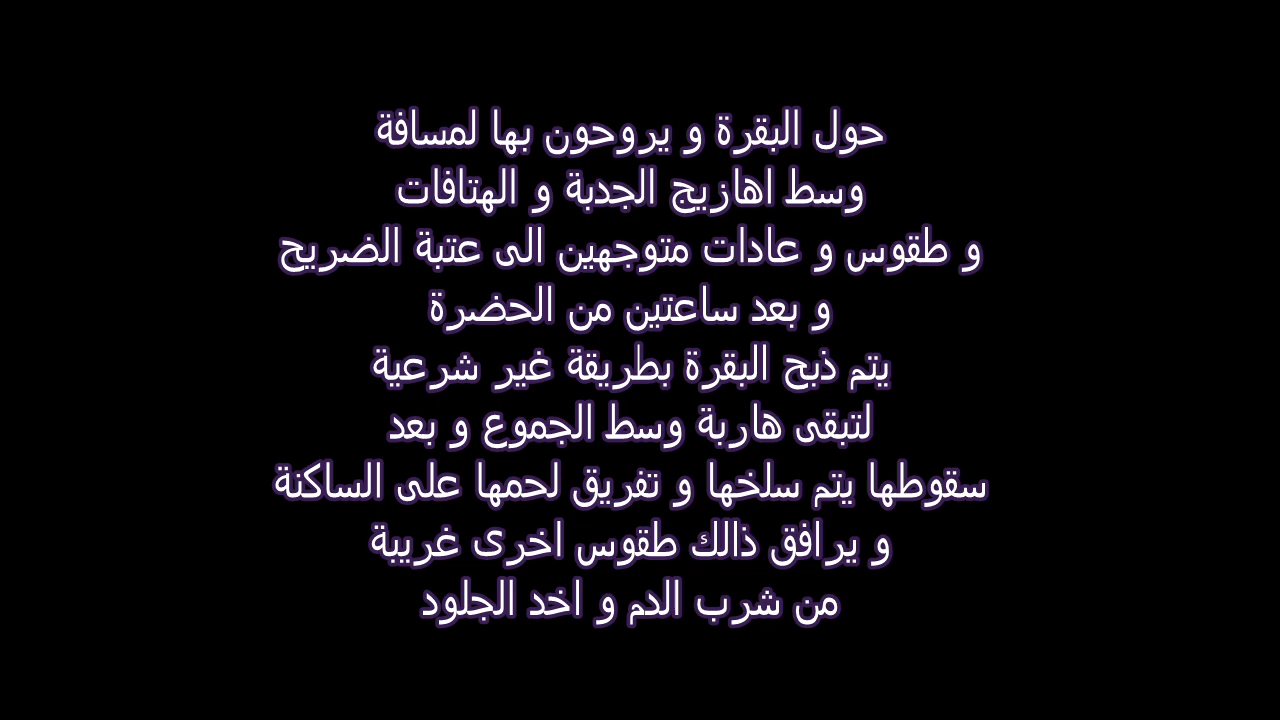 حول البقرة و يروحون بها لمسافة
وسط اهازيج الجدبة و الهتافات
و طقوس و عادات متوجهين الى عتبة الضريح
و بعد ساعتين من الحضرة
يتم ذبح البقرة بطريقة غير شرعية
لتبقى هاربة وسط الجموع و بعد
سقوطها يتم سلخها و تفريق لحمها على الساكنة
و يرافق ذالك طقوس اخرى غريبة
من شرب الدم و اخد الجلود